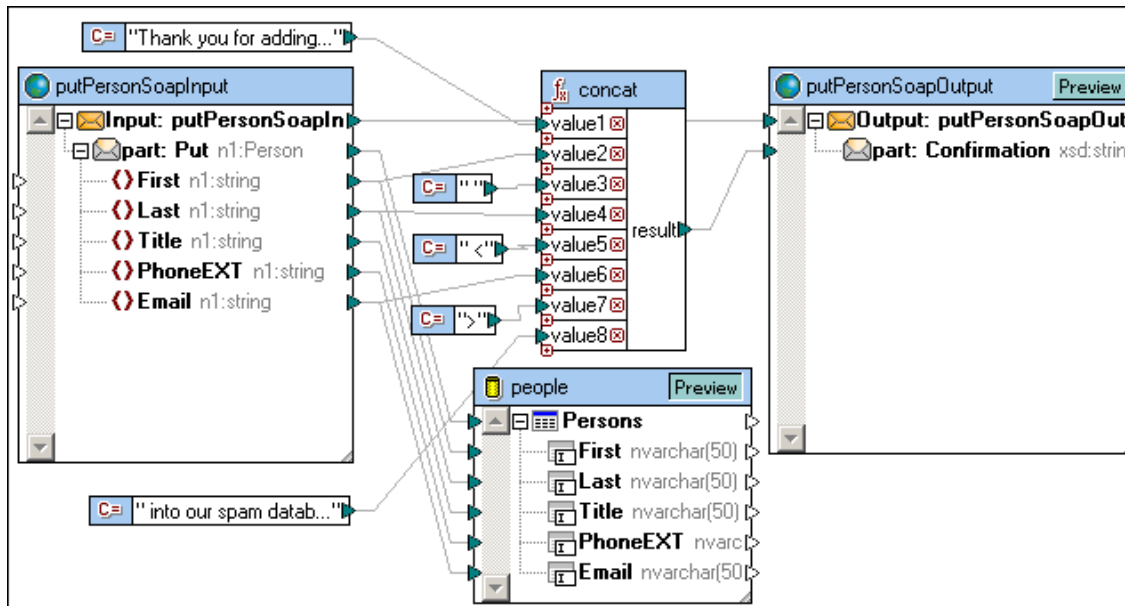 C= "Thank you for adding..."
putPersonSoapInput
Input: putPersonSoapIn
part: Put n1:Person
First n1:string
Last n1:string
Title n1:string
PhoneEXT n1:string
Email n1:string
C= " "
C= "<"
C= ">"
fx concat
value1
value2
value3
value4
value5
value6
value7
value8
result
putPersonSoapOutput Preview
Output: putPersonSoapOut
part: Confirmation xsd:strin
people Preview
Persons
First nvarchar(50)
Last nvarchar(50)
Title nvarchar(50)
PhoneEXT nvarc
Email nvarchar(50
C= " into our spam datab..."